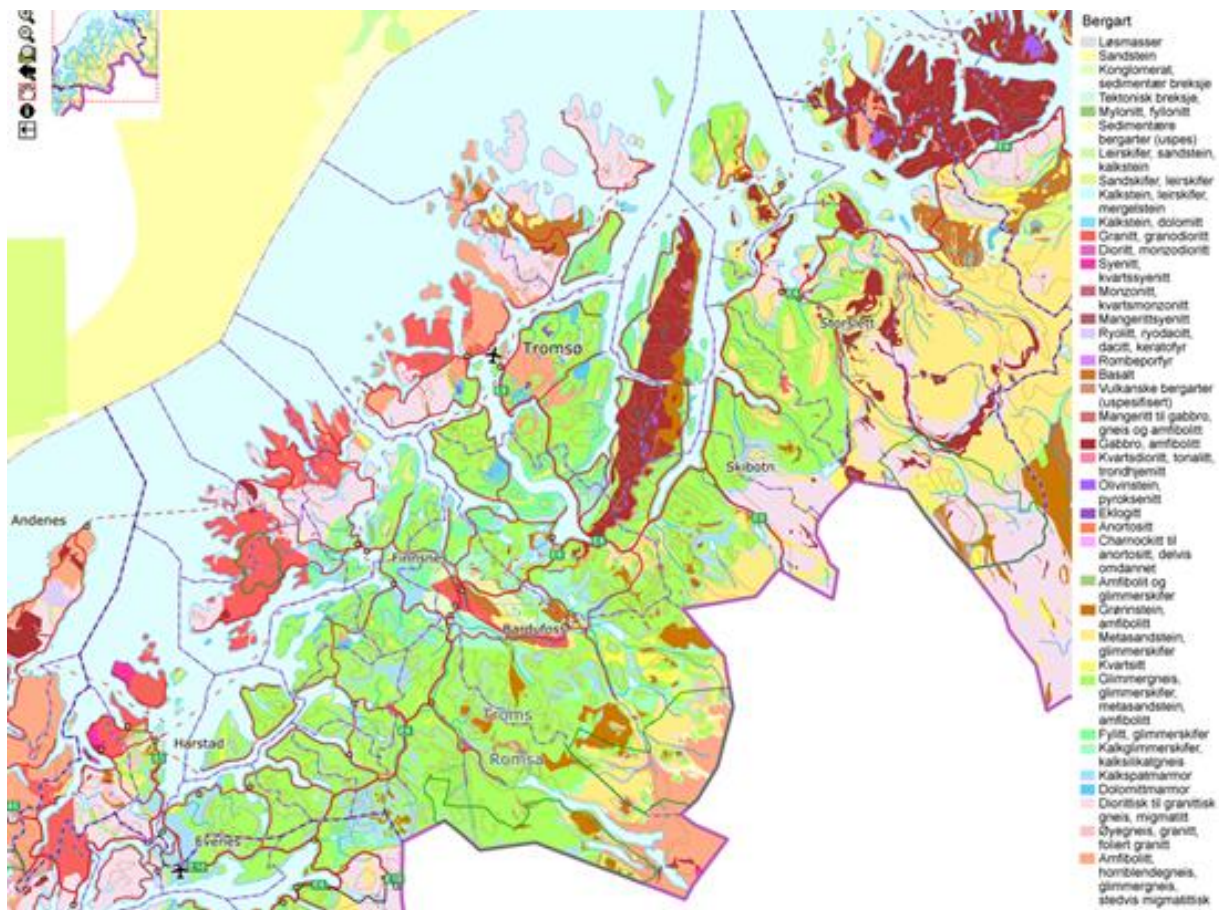 Bergart
Løsmasser
Sandstein
Konglomerat,
sedimentær breksje
Tektonisk breksje,
Mylonitt, fyllonitt
Sedimentære
bergarter (uspes)
Leirskifer, sandstein,
kalkstein
Sandskifer, leirskifer
Kalkstein, leirskifer,
mergelstein
Kalkstein, dolomitt
Granitt, granodioritt
Dioritt, monzodioritt
Syenitt,
kvartssyenitt
Monzonitt,
kvartsmonzonitt
Mangerittsyenitt
Ryolitt, ryodacitt,
dacitt, keratofyr
Rombeporfyr
Basalt
Vulkanske bergarter
(uspesifisert)
Mangeritt til gabbro,
gneis og amfibolitt
Gabbro, amfibolitt
Kvartsdioritt, tonalitt,
trondhjemitt
Olivinstein,
pyroksenitt
Eklogitt
Anortositt
Charnockitt til
anortositt, delvis
omdannet
Amfibolit og
glimmerskifer
Grønnstein,
amfibolitt
Metasandstein,
glimmerskifer
Kvartsitt
Glimmergneis,
glimmerskifer,
metasandstein,
amfibolitt
Fylitt, glimmerskifer
Kalkglimmerskifer,
kalksilikatgneis
Kalkspatmarmor
Dolomittmarmor
Diorittisk til granittisk
gneis, migmatitt
Øyegneis, granitt,
foliert granitt
Amfibolitt,
hornblendegneis,
glimmergneis,
stedvis migmatittisk
Storslett
Tromsø
Skibotn
Andenes
Finnsne
Bardufoss
Troms
Harstad
Romsa
Evenes